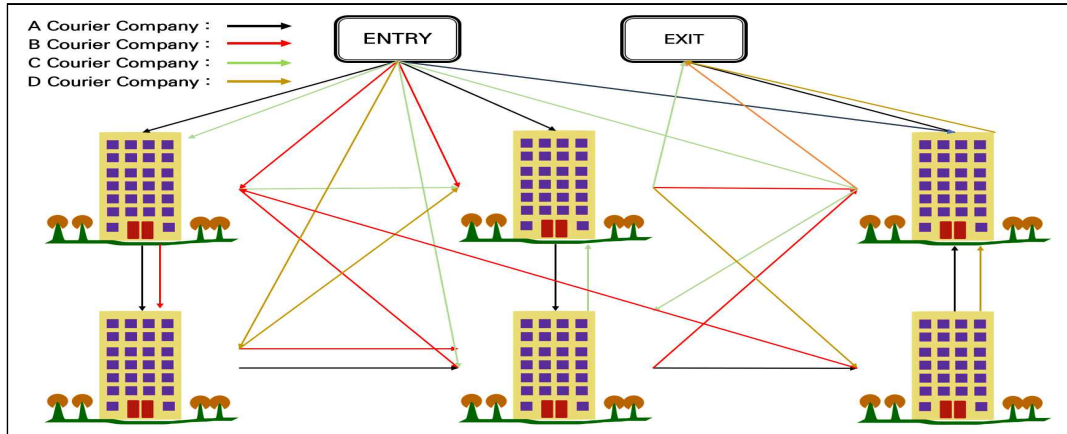 A Courier Company :
B Courier Company :
C Courier Company :
D Courier Company :
ENTRY
EXIT